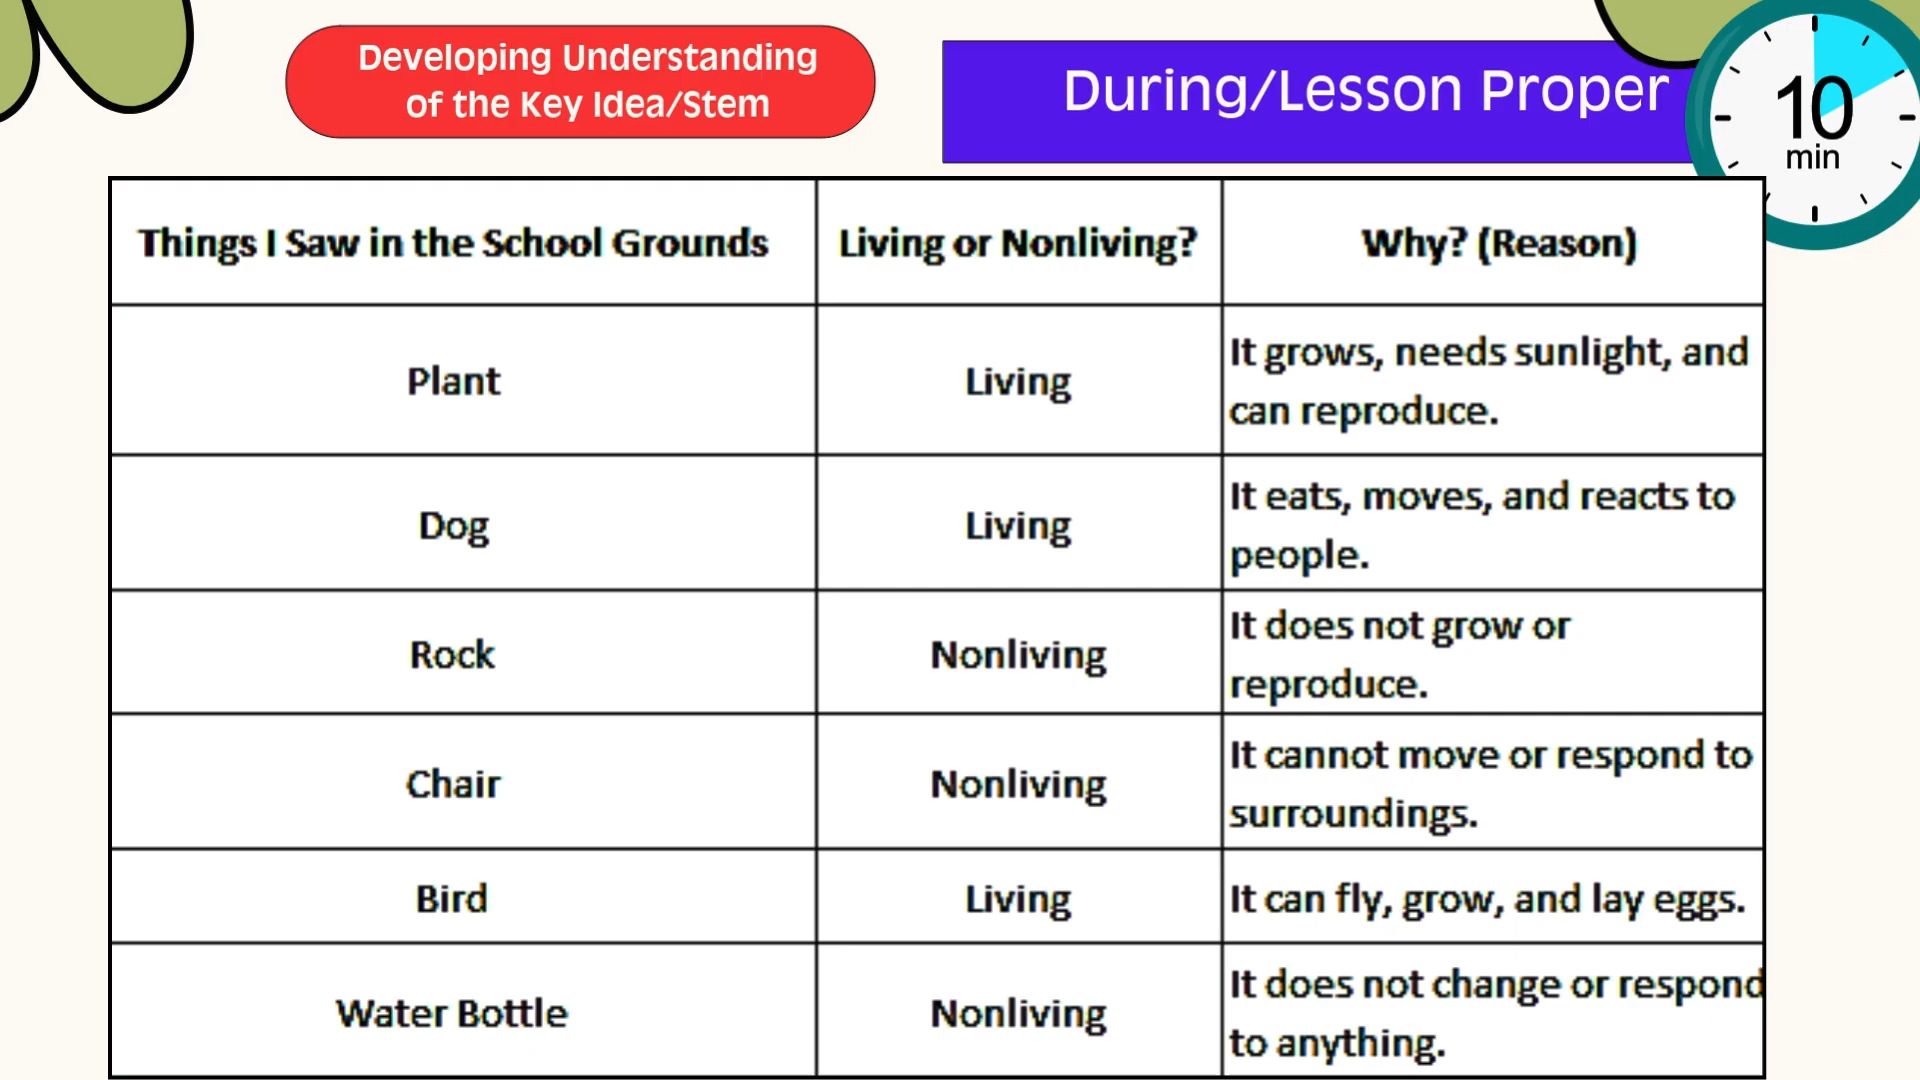 Developing Understanding
of the Key Idea/Stem
During/Lesson Proper
10
min
Things I Saw in the School Grounds
Living or Nonliving?
Why? (Reason)
Plant
Living
It grows, needs sunlight, and
can reproduce.
Dog
Living
It eats, moves, and reacts to
people.
Rock
Nonliving
It does not grow or
reproduce.
Chair
Nonliving
It cannot move or respond to
surroundings.
Bird
Living
It can fly, grow, and lay eggs.
Water Bottle
Nonliving
It does not change or respond
to anything.